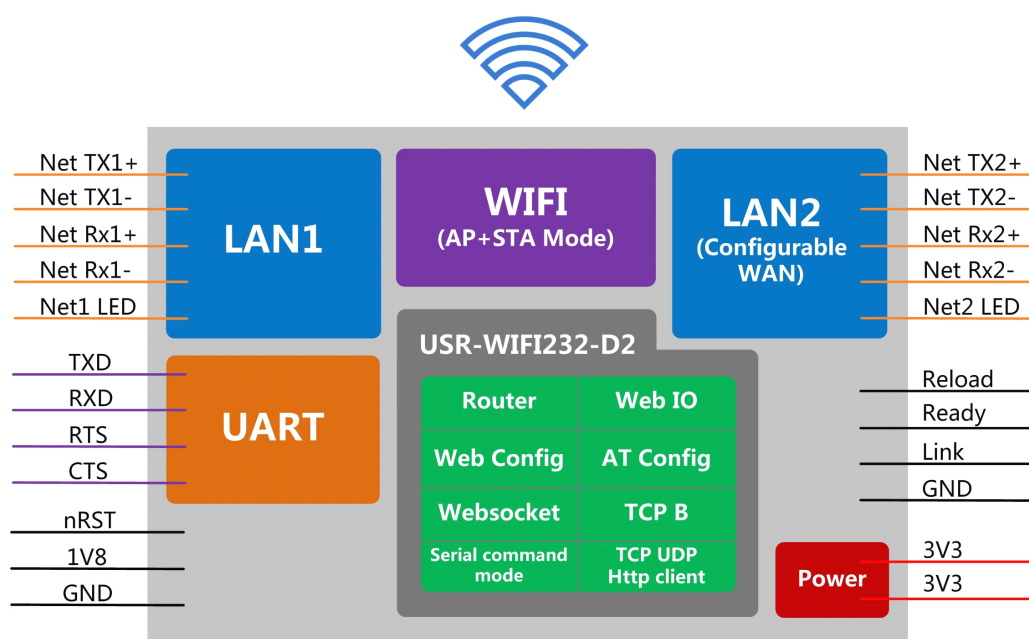 Net TX1+
Net TX1-
Net Rx1+
Net Rx1-
Net1 LED
TXD
RXD
RTS
CTS
nRST
1V8
GND
LAN1
UART
WIFI
(AP+STA Mode)
USR-WIFI232-D2
Router
Web IO
Web Config
AT Config
Websocket
TCP B
Serial command
mode
TCP UDP
Http client
LAN2
(Configurable
WAN)
Power
Net TX2+
Net TX2-
Net Rx2+
Net Rx2-
Net2 LED
Reload
Ready
Link
GND
3V3
3V3